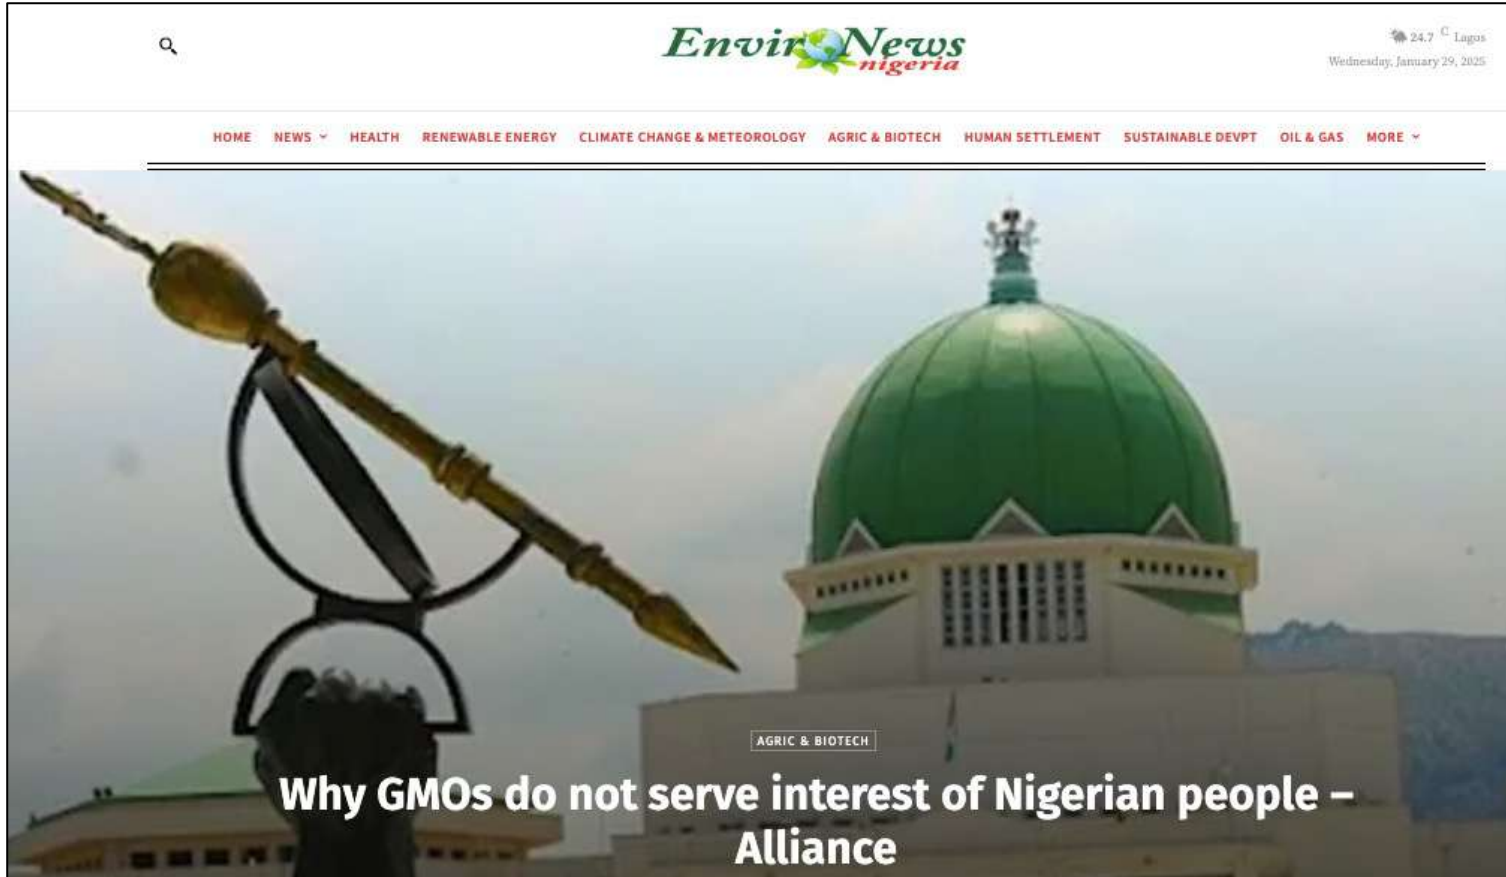 EnvirNews
nigeria
24.7 C Lagos
Wednesday, January 29, 2025
HOME NEWS HEALTH RENEWABLE ENERGY CLIMATE CHANGE & METEOROLOGY AGRIC & BIOTECH HUMAN SETTLEMENT SUSTAINABLE DEVPT OIL & GAS MORE
AGRIC & BIOTECH
Why GMOs do not serve interest of Nigerian people –
Alliance